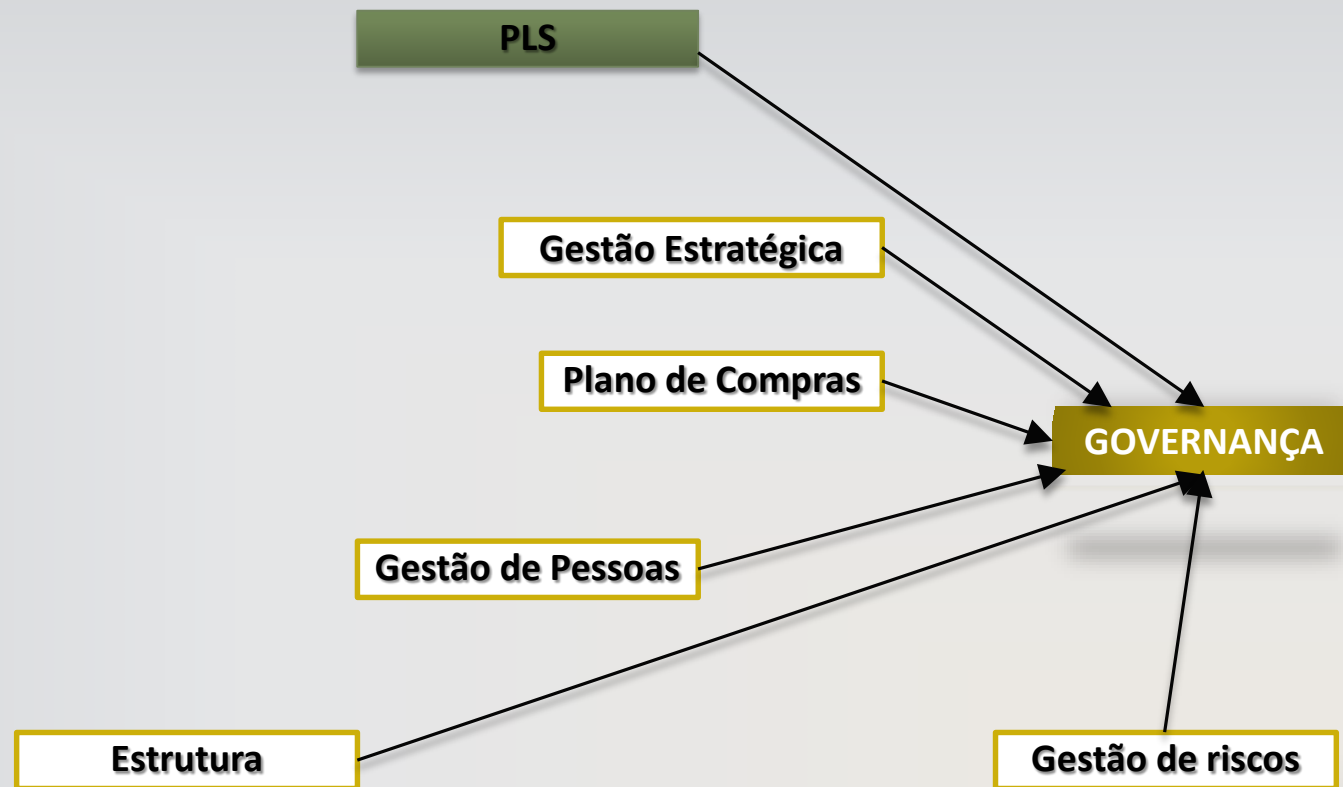 PLS
Gestão Estratégica
Plano de Compras
GOVERNANÇA
Gestão de Pessoas
Estrutura
Gestão de riscos